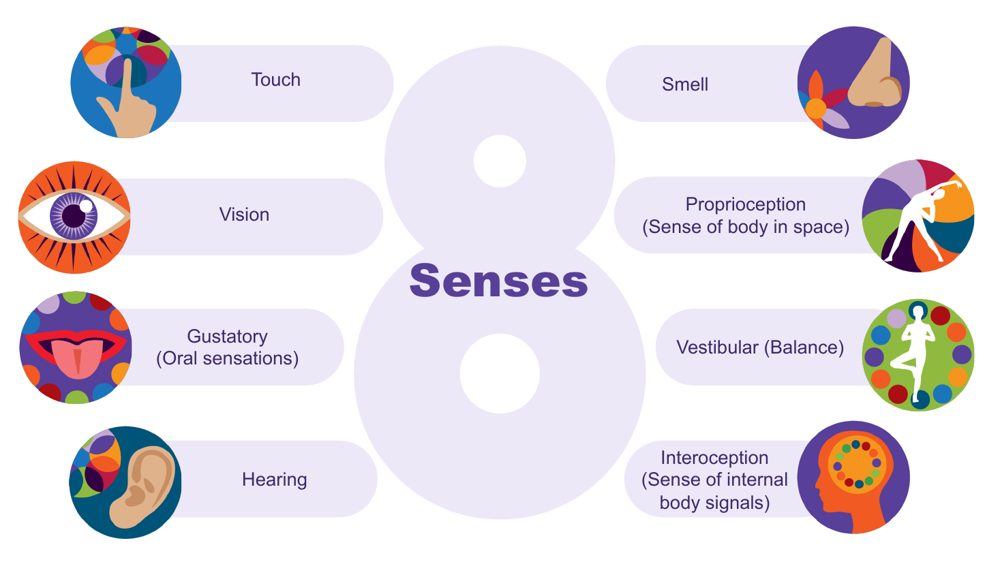 Touch
Vision
Gustatory
(Oral sensations)
Hearing
8
Senses
Smell
Proprioception
(Sense of body in space)
Vestibular (Balance)
Interoception
(Sense of internal
body signals)